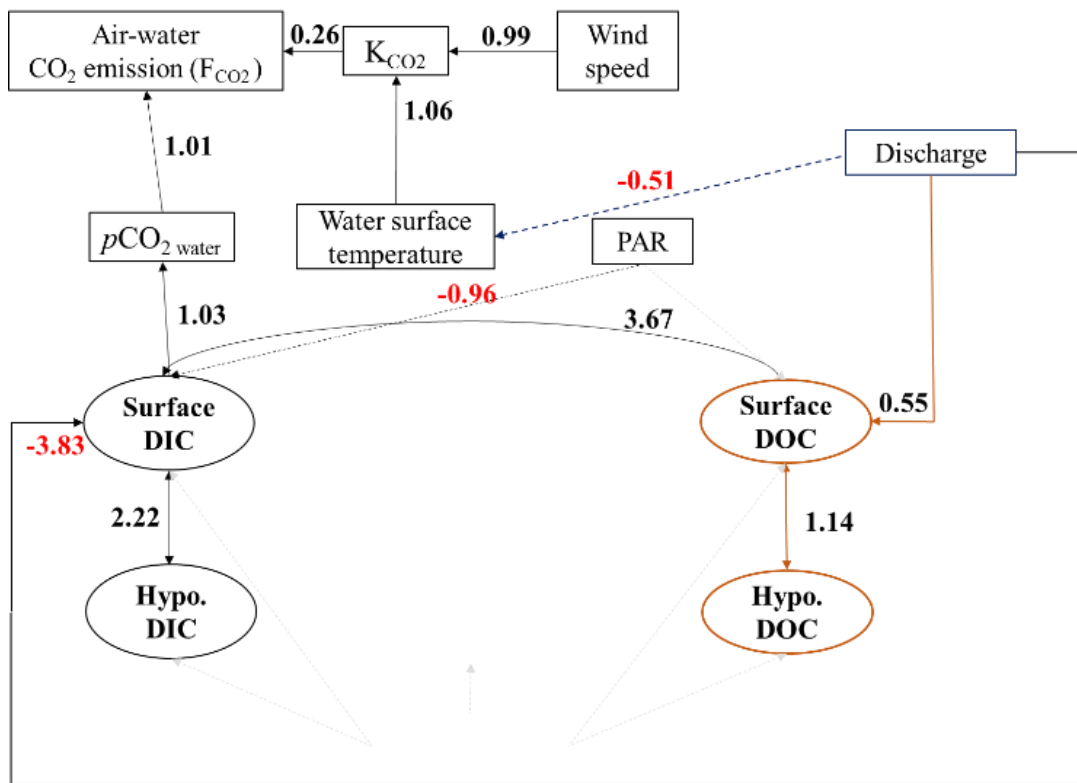 Air-water
CO₂ emission (F_CO2)
0.26
K_CO2
0.99
Wind
speed
1.01
1.06
Discharge
-0.51
pCO₂ water
Water surface
temperature
PAR
1.03
-0.96
3.67
Surface
DIC
-3.83
Surface
DOC
0.55
2.22
1.14
Hypo.
DIC
Hypo.
DOC